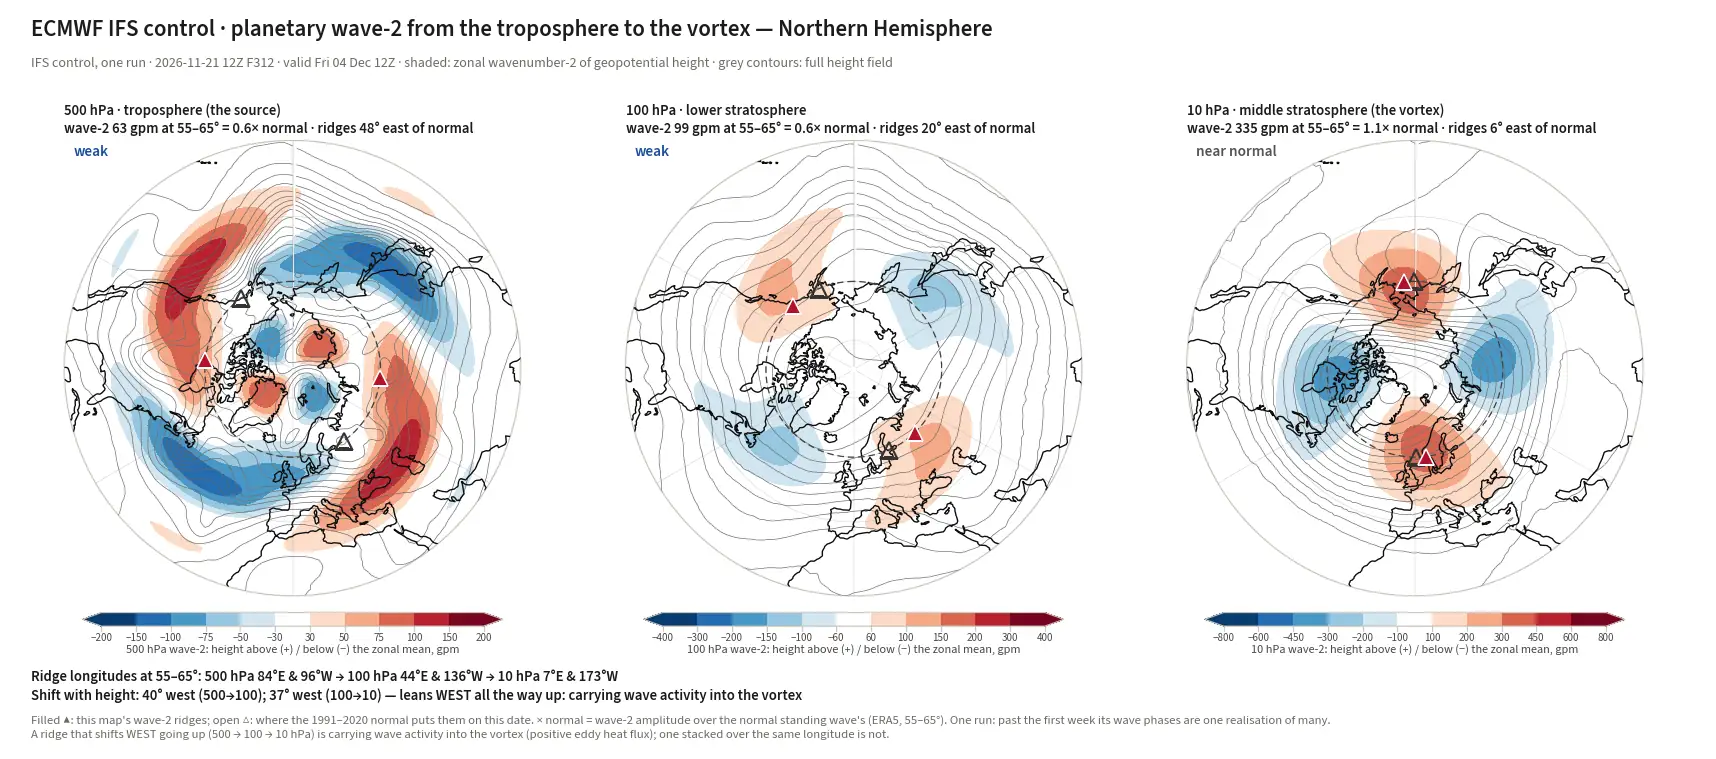 ECMWF IFS control · planetary wave-2 from the troposphere to the vortex — Northern Hemisphere
IFS control, one run · 2026-11-21 12Z F312 · valid Fri 04 Dec 12Z · shaded: zonal wavenumber-2 of geopotential height · grey contours: full height field
500 hPa · troposphere (the source)
wave-2 63 gpm at 55–65° = 0.6× normal · ridges 48° east of normal
weak
100 hPa · lower stratosphere
wave-2 99 gpm at 55–65° = 0.6× normal · ridges 20° east of normal
weak
10 hPa · middle stratosphere (the vortex)
wave-2 335 gpm at 55–65° = 1.1× normal · ridges 6° east of normal
near normal
−200 −150 −100 −75 −50 −30 30 50 75 100 150 200
500 hPa wave-2: height above (+) / below (−) the zonal mean, gpm
−400 −300 −200 −150 −100 −60 60 100 150 200 300 400
100 hPa wave-2: height above (+) / below (−) the zonal mean, gpm
−800 −600 −450 −300 −200 −100 100 200 300 450 600 800
10 hPa wave-2: height above (+) / below (−) the zonal mean, gpm
Ridge longitudes at 55–65°: 500 hPa 84°E & 96°W → 100 hPa 44°E & 136°W → 10 hPa 7°E & 173°W
Shift with height: 40° west (500→100); 37° west (100→10) — leans WEST all the way up: carrying wave activity into the vortex
Filled ▲: this map's wave-2 ridges; open △: where the 1991–2020 normal puts them on this date. × normal = wave-2 amplitude over the normal standing wave's (ERA5, 55–65°). One run: past the first week its wave phases are one realisation of many.
A ridge that shifts WEST going up (500 → 100 → 10 hPa) is carrying wave activity into the vortex (positive eddy heat flux); one stacked over the same longitude is not.